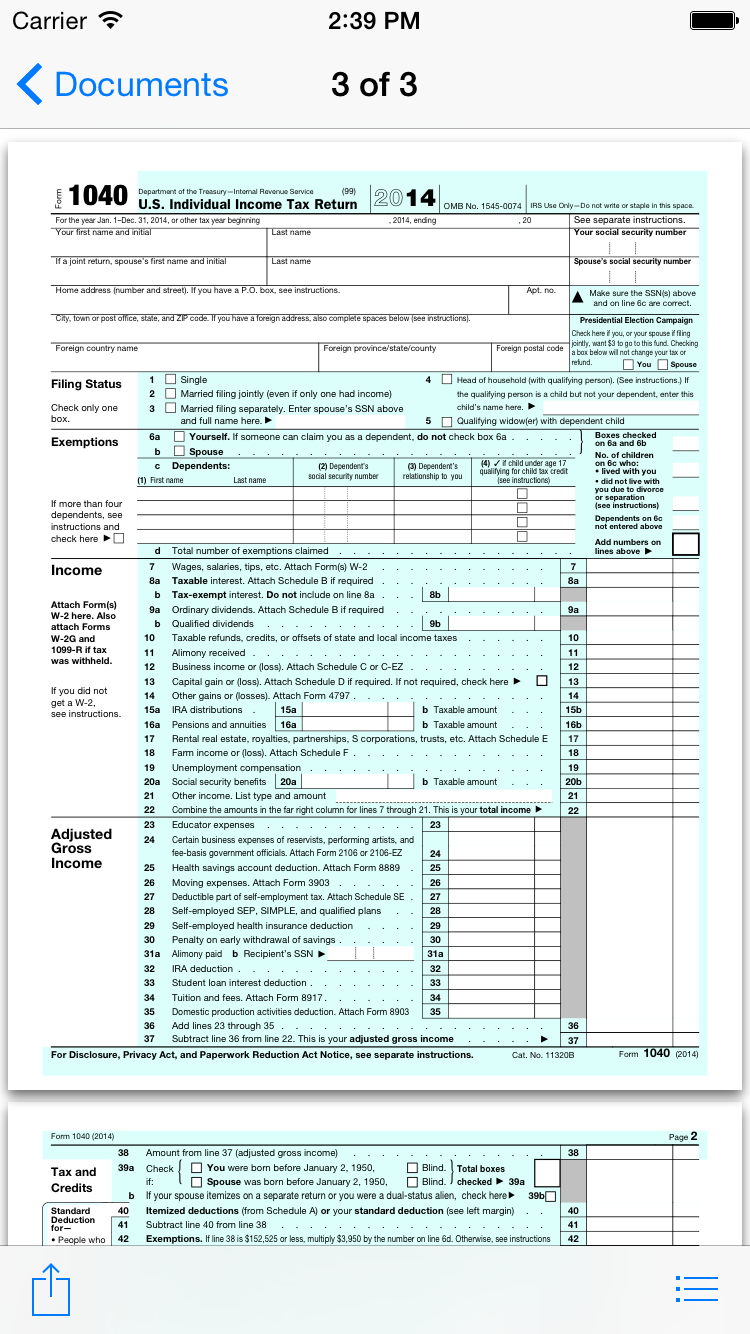 Carrier 2:39 PM
Documents 3 of 3
Form 1040 Department of the Treasury—Internal Revenue Service (99) U.S. Individual Income Tax Return 2014 OMB No. 1545-0074 IRS Use Only—Do not write or staple in this space.
For the year Jan. 1–Dec. 31, 2014, or other tax year beginning , 2014, ending , 20 See separate instructions.
Your first name and initial Last name Your social security number
If a joint return, spouse's first name and initial Last name Spouse's social security number
Home address (number and street). If you have a P.O. box, see instructions. Apt. no. ▲ Make sure the SSN(s) above
and on line 6c are correct.
City, town or post office, state, and ZIP code. If you have a foreign address, also complete spaces below (see instructions).
Presidential Election Campaign
Check here if you, or your spouse if filing
jointly, want $3 to go to this fund. Checking
a box below will not change your tax or
refund. You Spouse
Foreign country name Foreign province/state/county Foreign postal code
Filing Status
Check only one
box.
1 Single
2 Married filing jointly (even if only one had income)
3 Married filing separately. Enter spouse's SSN above
and full name here. ▶
4 Head of household (with qualifying person). (See instructions.) If
the qualifying person is a child but not your dependent, enter this
child's name here. ▶
5 Qualifying widow(er) with dependent child
Exemptions
6a Yourself. If someone can claim you as a dependent, do not check box 6a
b Spouse
c Dependents:
(1) First name Last name
(2) Dependent's
social security number
(3) Dependent's
relationship to you
(4) ✓ if child under age 17
qualifying for child tax credit
(see instructions)
If more than four
dependents, see
instructions and
check here ▶
d Total number of exemptions claimed
Boxes checked
on 6a and 6b
No. of children
on 6c who:
• lived with you
• did not live with
you due to divorce
or separation
(see instructions)
Dependents on 6c
not entered above
Add numbers on
lines above ▶
Income
Attach Form(s)
W-2 here. Also
attach Forms
W-2G and
1099-R if tax
was withheld.
If you did not
get a W-2,
see instructions.
7 Wages, salaries, tips, etc. Attach Form(s) W-2 7
8a Taxable interest. Attach Schedule B if required 8a
b Tax-exempt interest. Do not include on line 8a 8b
9a Ordinary dividends. Attach Schedule B if required 9a
b Qualified dividends 9b
10 Taxable refunds, credits, or offsets of state and local income taxes 10
11 Alimony received 11
12 Business income or (loss). Attach Schedule C or C-EZ 12
13 Capital gain or (loss). Attach Schedule D if required. If not required, check here ▶ 13
14 Other gains or (losses). Attach Form 4797 14
15a IRA distributions 15a b Taxable amount 15b
16a Pensions and annuities 16a b Taxable amount 16b
17 Rental real estate, royalties, partnerships, S corporations, trusts, etc. Attach Schedule E 17
18 Farm income or (loss). Attach Schedule F 18
19 Unemployment compensation 19
20a Social security benefits 20a b Taxable amount 20b
21 Other income. List type and amount 21
22 Combine the amounts in the far right column for lines 7 through 21. This is your total income ▶ 22
Adjusted
Gross
Income
23 Educator expenses 23
24 Certain business expenses of reservists, performing artists, and
fee-basis government officials. Attach Form 2106 or 2106-EZ 24
25 Health savings account deduction. Attach Form 8889 25
26 Moving expenses. Attach Form 3903 26
27 Deductible part of self-employment tax. Attach Schedule SE 27
28 Self-employed SEP, SIMPLE, and qualified plans 28
29 Self-employed health insurance deduction 29
30 Penalty on early withdrawal of savings 30
31a Alimony paid b Recipient's SSN ▶ 31a
32 IRA deduction 32
33 Student loan interest deduction 33
34 Tuition and fees. Attach Form 8917 34
35 Domestic production activities deduction. Attach Form 8903 35
36 Add lines 23 through 35 36
37 Subtract line 36 from line 22. This is your adjusted gross income ▶ 37
For Disclosure, Privacy Act, and Paperwork Reduction Act Notice, see separate instructions. Cat. No. 11320B Form 1040 (2014)
Form 1040 (2014) Page 2
38 Amount from line 37 (adjusted gross income) 38
Tax and
Credits
39a Check
if:
You were born before January 2, 1950, Blind.
Spouse was born before January 2, 1950, Blind.
Total boxes
checked ▶ 39a
b If your spouse itemizes on a separate return or you were a dual-status alien, check here▶ 39b
Standard
Deduction
for—
• People who
40 Itemized deductions (from Schedule A) or your standard deduction (see left margin) 40
41 Subtract line 40 from line 38 41
42 Exemptions. If line 38 is $152,525 or less, multiply $3,950 by the number on line 6d. Otherwise, see instructions 42